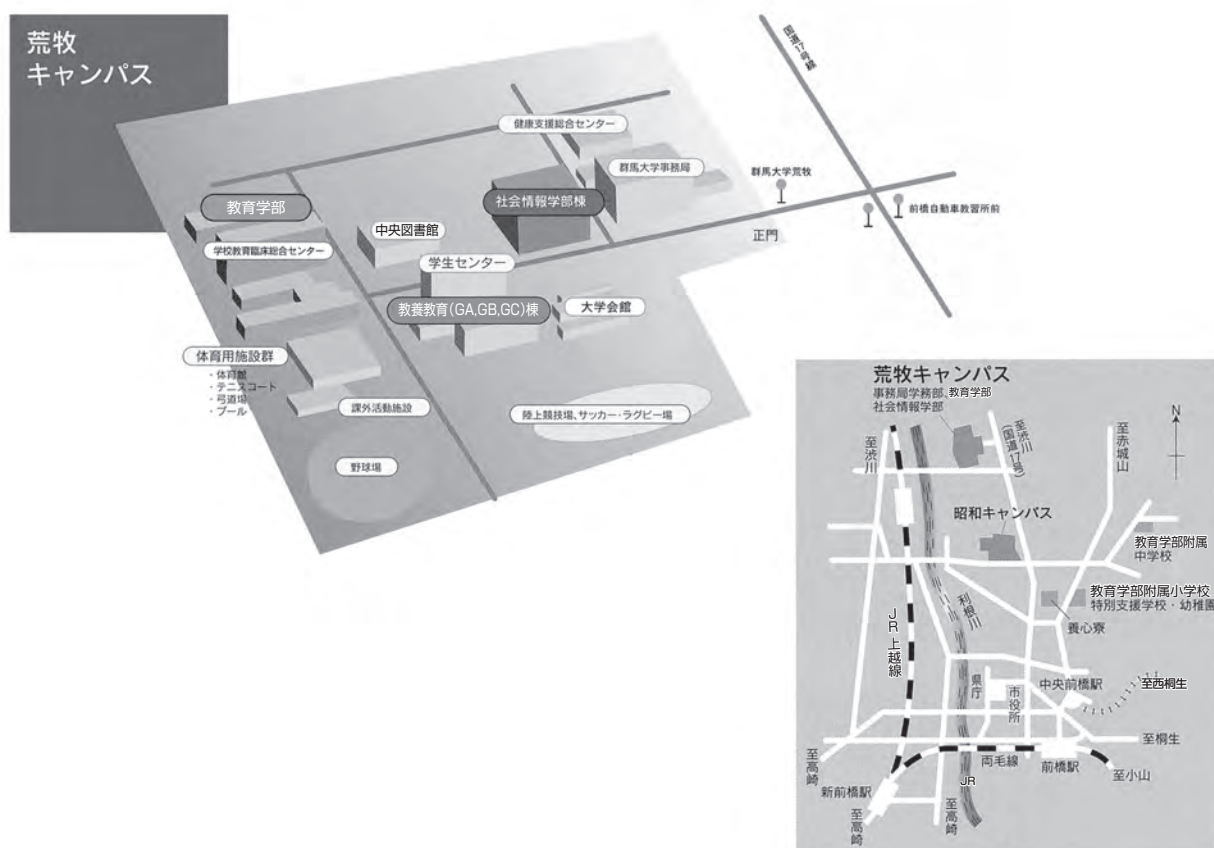 荒牧
キャンパス
国道17号線
健康支援総合センター
群馬大学事務局
群馬大学荒牧
前橋自動車教習所前
正門
教育学部
社会情報学部棟
中央図書館
学校教育臨床総合センター
学生センター
教養教育(GA,GB,GC)棟
大学会館
体育用施設群
・体育館
・テニスコート
・弓道場
・プール
課外活動施設
陸上競技場、サッカー・ラグビー場
野球場
荒牧キャンパス
事務局学務部、教育学部
社会情報学部
至渋川
至渋川
(国道17号)
至赤城山
N
昭和キャンパス
教育学部附属
中学校
教育学部附属小学校
特別支援学校・幼稚園
養心寮
利根川
JR上越線
県庁
市役所
中央前橋駅
至西桐生
至桐生
至高崎
両毛線
前橋駅
至小山
新前橋駅
JR
至高崎
至高崎